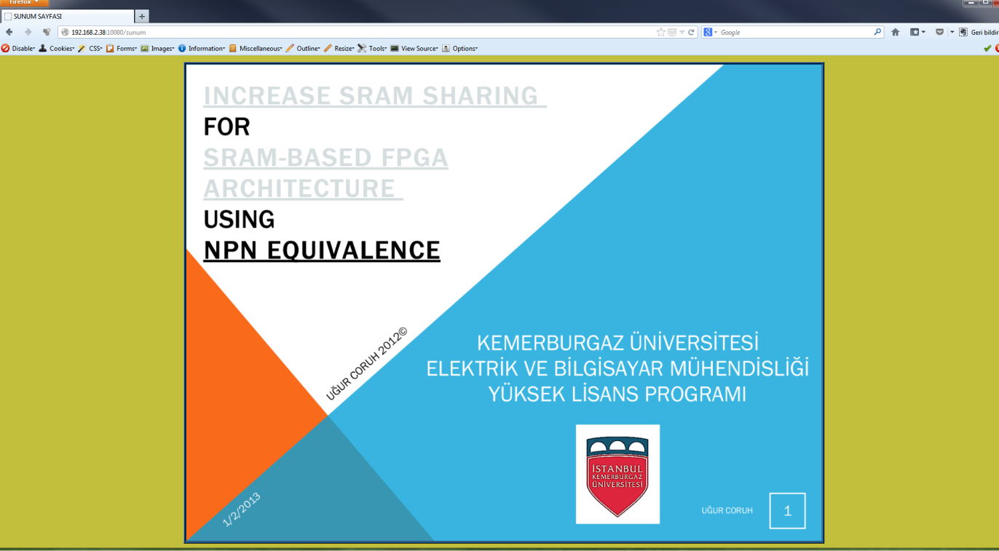 Firefox
SUNUM SAYFASI
192.168.2.38:10080/sunum
Google
Geri bildir
Disable Cookies CSS Forms Images Information Miscellaneous Outline Resize Tools View Source Options
INCREASE SRAM SHARING
FOR
SRAM-BASED FPGA
ARCHITECTURE
USING
NPN EQUIVALENCE
UĞUR CORUH 2012©
KEMERBURGAZ ÜNİVERSİTESİ
ELEKTRİK VE BİLGİSAYAR MÜHENDİSLİĞİ
YÜKSEK LİSANS PROGRAMI
İSTANBUL
KEMERBURGAZ
ÜNİVERSİTESİ
1/2/2013
UĞUR CORUH
1